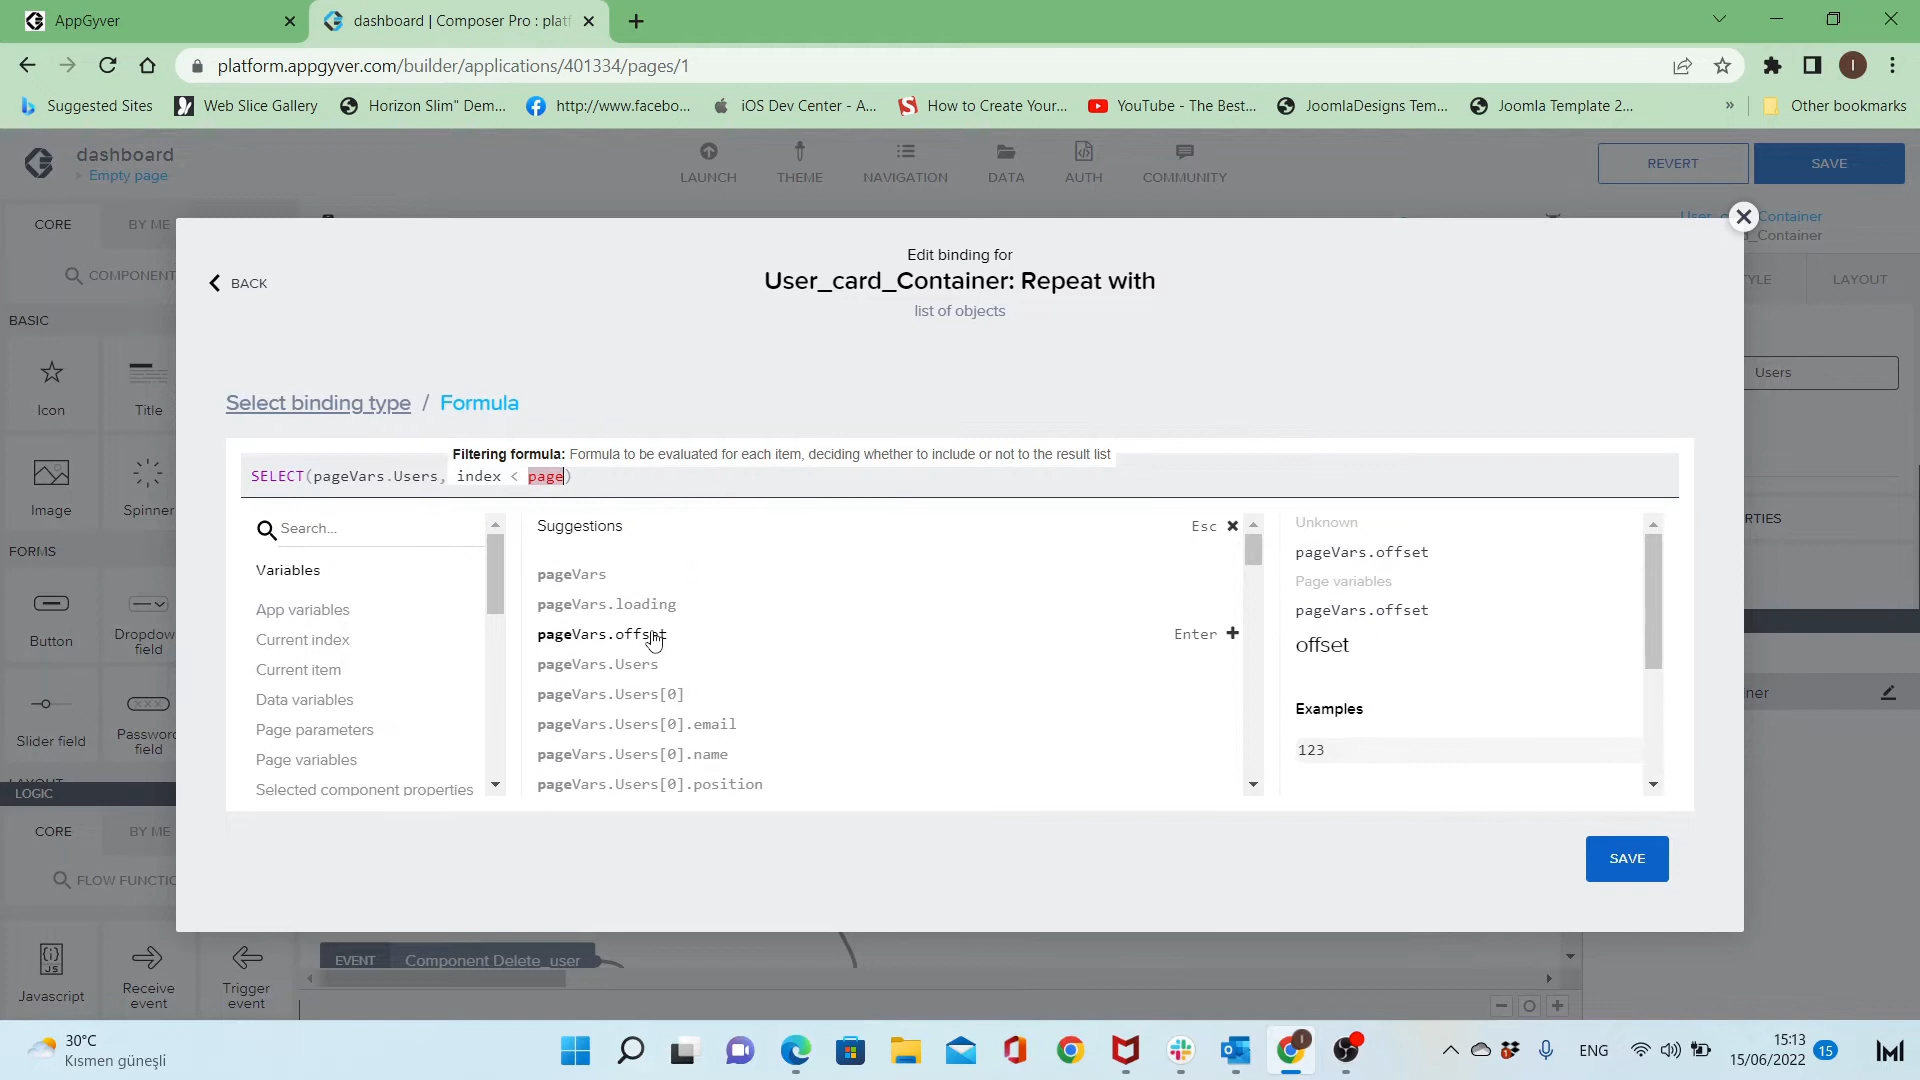 AppGyver
dashboard | Composer Pro : platf
platform.appgyver.com/builder/applications/401334/pages/1
I
Suggested Sites
Web Slice Gallery
Horizon Slim" Dem...
http://www.facebo...
iOS Dev Center - A...
How to Create Your...
YouTube - The Best...
JoomlaDesigns Tem...
Joomla Template 2...
»
Other bookmarks
dashboard
Empty page
LAUNCH
THEME
NAVIGATION
DATA
AUTH
COMMUNITY
REVERT
SAVE
CORE
BY ME
COMPONENT
BASIC
Icon
Title
Image
Spinner
FORMS
Button
Dropdow
field
Slider field
Passwor
field
LOGIC
CORE
BY ME
FLOW FUNCTIO
JS
Javascript
Receive
event
Trigger
event
EVENT
Component Delete_user
Container
_Container
YLE
LAYOUT
Users
RTIES
iner
BACK
Edit binding for
User_card_Container: Repeat with
list of objects
Select binding type / Formula
Filtering formula: Formula to be evaluated for each item, deciding whether to include or not to the result list
SELECT(pageVars.Users, index < page)
Search...
Variables
App variables
Current index
Current item
Data variables
Page parameters
Page variables
Selected component properties
Suggestions
Esc
pageVars
pageVars.loading
pageVars.offset
Enter
pageVars.Users
pageVars.Users[0]
pageVars.Users[0].email
pageVars.Users[0].name
pageVars.Users[0].position
Unknown
pageVars.offset
Page variables
pageVars.offset
offset
Examples
123
SAVE
30°C
Kısmen güneşli
ENG
15:13
15/06/2022
15